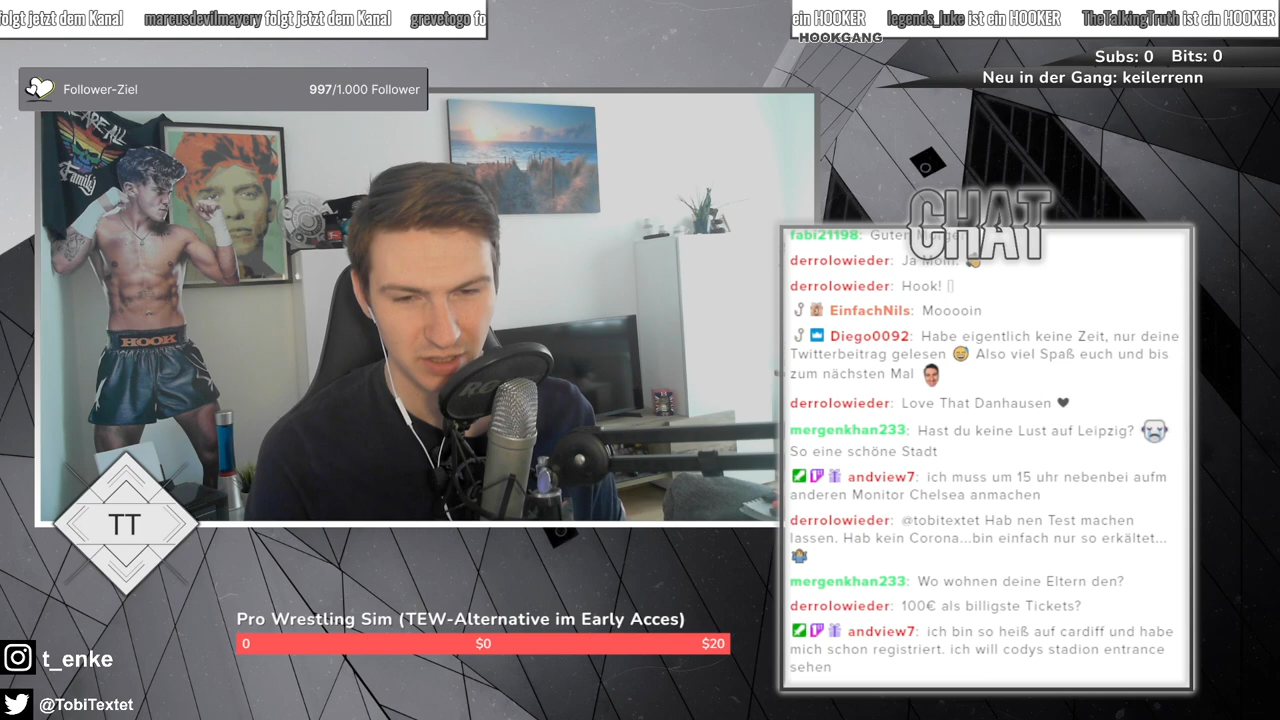 folgt jetzt dem Kanal marcusdevilmayery folgt jetzt dem Kanal grevetogo fo
ein HOOKER legends_luke ist ein HOOKER TheTalkingTruth ist ein HOOKER
HOOKGANG
Subs: 0 Bits: 0
Neu in der Gang: keilerrenn
Follower-Ziel 997/1.000 Follower
ARE ALL
Family
HOOK
TT
CHAT
fabi21198: Guten
derrolowieder: Ja Moin.
derrolowieder: Hook!
EinfachNils: Mooooin
Diego0092: Habe eigentlich keine Zeit, nur deine
Twitterbeitrag gelesen 😅 Also viel Spaß euch und bis
zum nächsten Mal
derrolowieder: Love That Danhausen 🖤
mergenkhan233: Hast du keine Lust auf Leipzig?
So eine schöne Stadt
andview7: ich muss um 15 uhr nebenbei aufm
anderen Monitor Chelsea anmachen
derrolowieder: @tobitextet Hab nen Test machen
lassen. Hab kein Corona...bin einfach nur so erkältet...
mergenkhan233: Wo wohnen deine Eltern den?
derrolowieder: 100€ als billigste Tickets?
andview7: ich bin so heiß auf cardiff und habe
mich schon registriert. ich will codys stadion entrance
sehen
Pro Wrestling Sim (TEW-Alternative im Early Acces)
0 $0 $20
t_enke
@TobiTextet